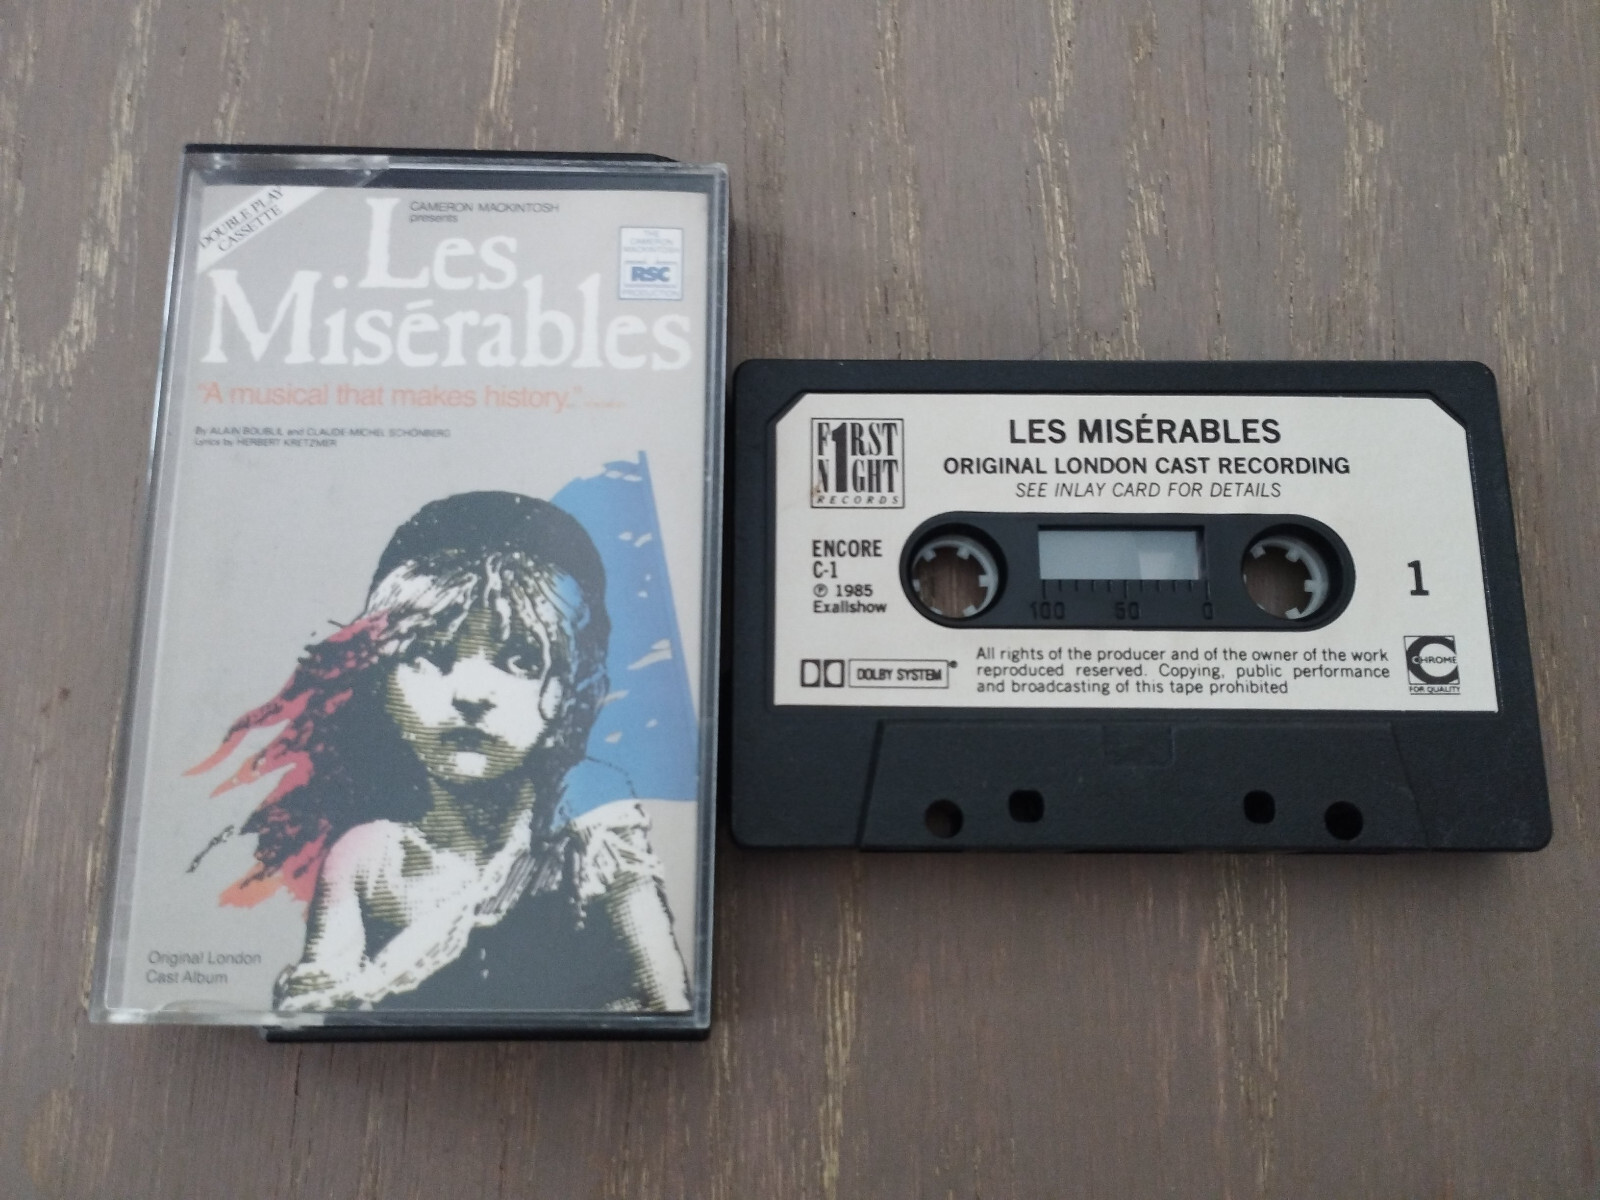 DOUBLE PLAY
CASSETTE
CAMERON MACKINTOSH
presents
Les
Misérables
THE
CAMERON
MACKINTOSH
RSC
PRODUCTION
"A musical that makes history."
By ALAIN BOUBLIL and CLAUDE-MICHEL SCHÖNBERG
Lyrics by HERBERT KRETZMER
Original London
Cast Album
F1RST
N1GHT
RECORDS
LES MISÉRABLES
ORIGINAL LONDON CAST RECORDING
SEE INLAY CARD FOR DETAILS
ENCORE
C-1
℗ 1985
Exallshow
100 50 0
1
DOLBY SYSTEM®
All rights of the producer and of the owner of the work
reproduced reserved. Copying, public performance
and broadcasting of this tape prohibited
CHROME
FOR QUALITY